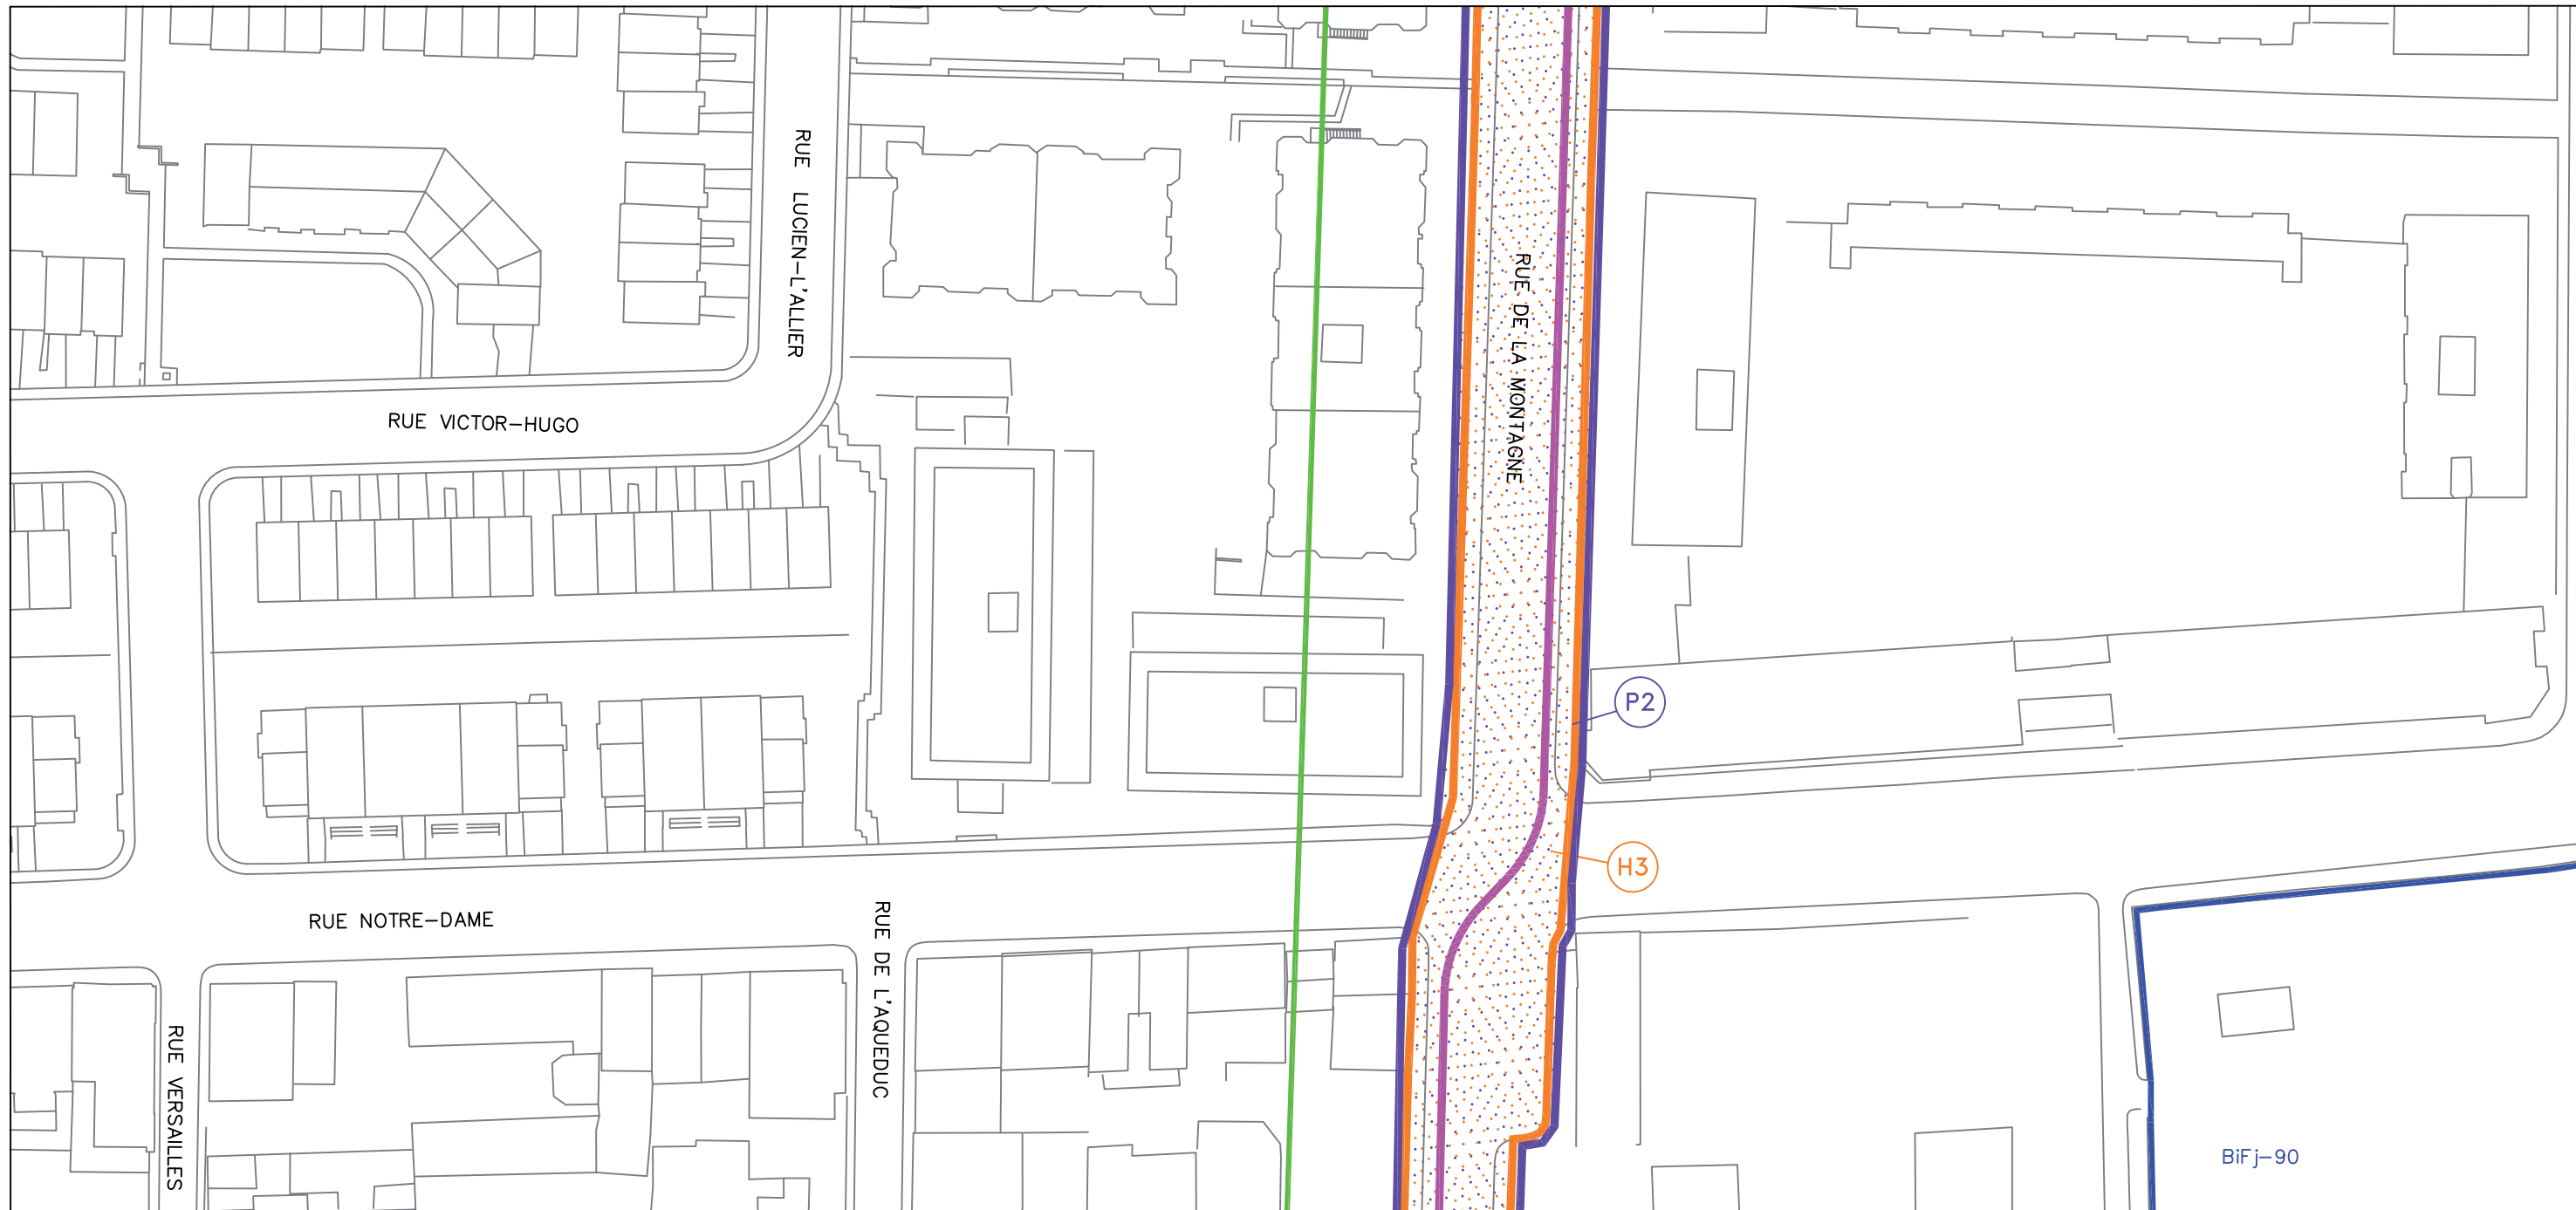 RUE LUCIEN-L'ALLIER
RUE DE LA MONTAGNE
RUE VICTOR-HUGO
P2
H3
RUE NOTRE-DAME
RUE DE L'AQUEDUC
RUE VERSAILLES
BiFj-90